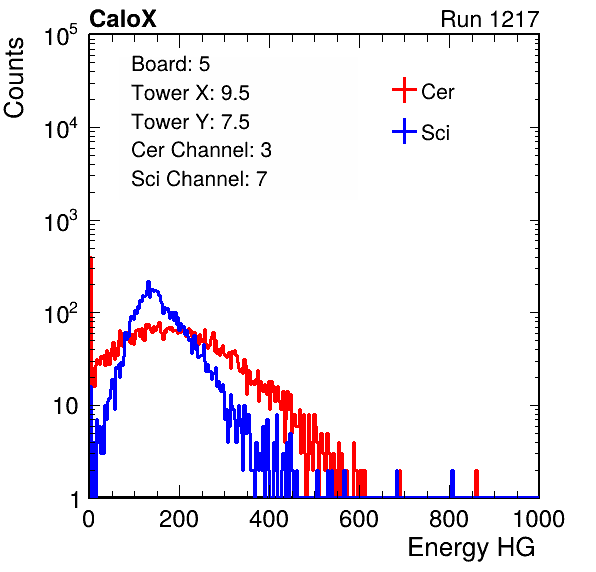 CaloX Run 1217
Counts
Board: 5
Tower X: 9.5
Tower Y: 7.5
Cer Channel: 3
Sci Channel: 7
Cer
Sci
10^5
10^4
10^3
10^2
10
1
0 200 400 600 800 1000
Energy HG